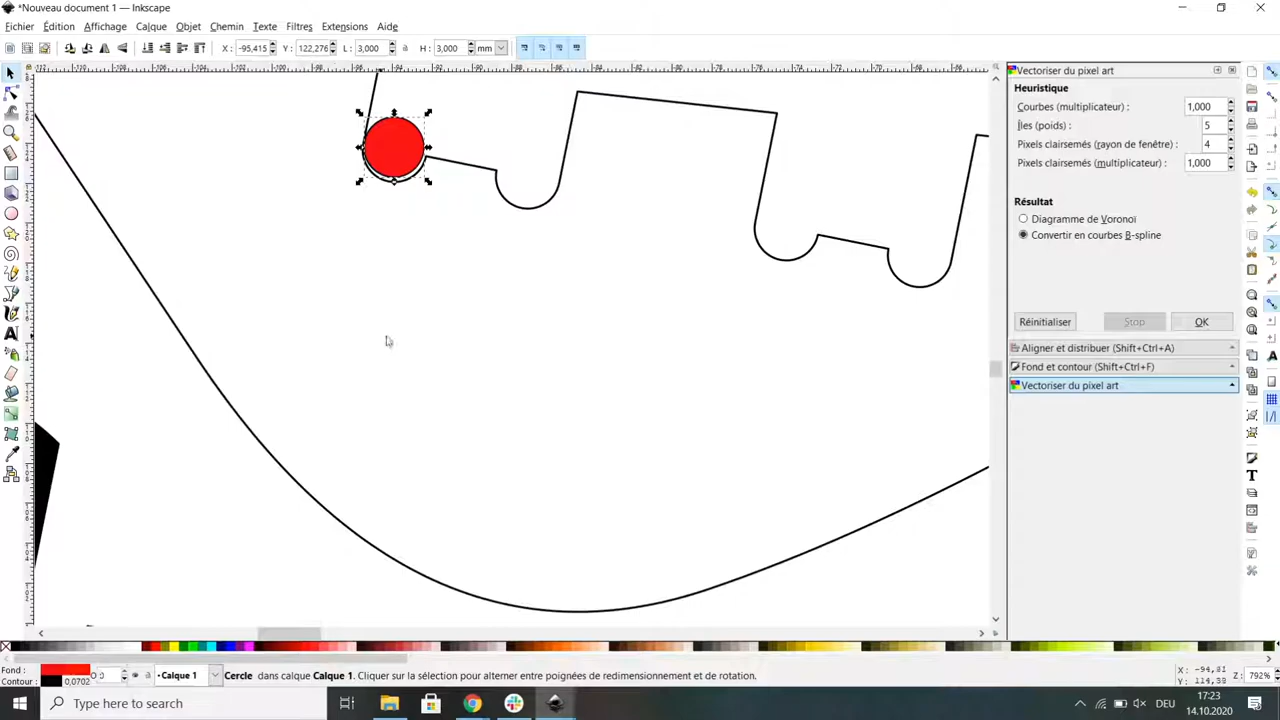 *Nouveau document 1 — Inkscape
Fichier Édition Affichage Calque Objet Chemin Texte Filtres Extensions Aide
X : -95,415 Y : 122,276 L : 3,000 H : 3,000 mm
Vectoriser du pixel art
Heuristique
Courbes (multiplicateur) : 1,000
Îles (poids) : 5
Pixels clairsemés (rayon de fenêtre) : 4
Pixels clairsemés (multiplicateur) : 1,000
Résultat
Diagramme de Voronoï
Convertir en courbes B-spline
Réinitialiser Stop OK
Aligner et distribuer (Shift+Ctrl+A)
Fond et contour (Shift+Ctrl+F)
Vectoriser du pixel art
Fond :
Contour : 0,0702
O: 0
• Calque 1
Cercle dans calque Calque 1. Cliquer sur la sélection pour alterner entre poignées de redimensionnement et de rotation.
X : -94,81
Y : 114,38
Z : 792%
Type here to search
DEU
17:23
14.10.2020